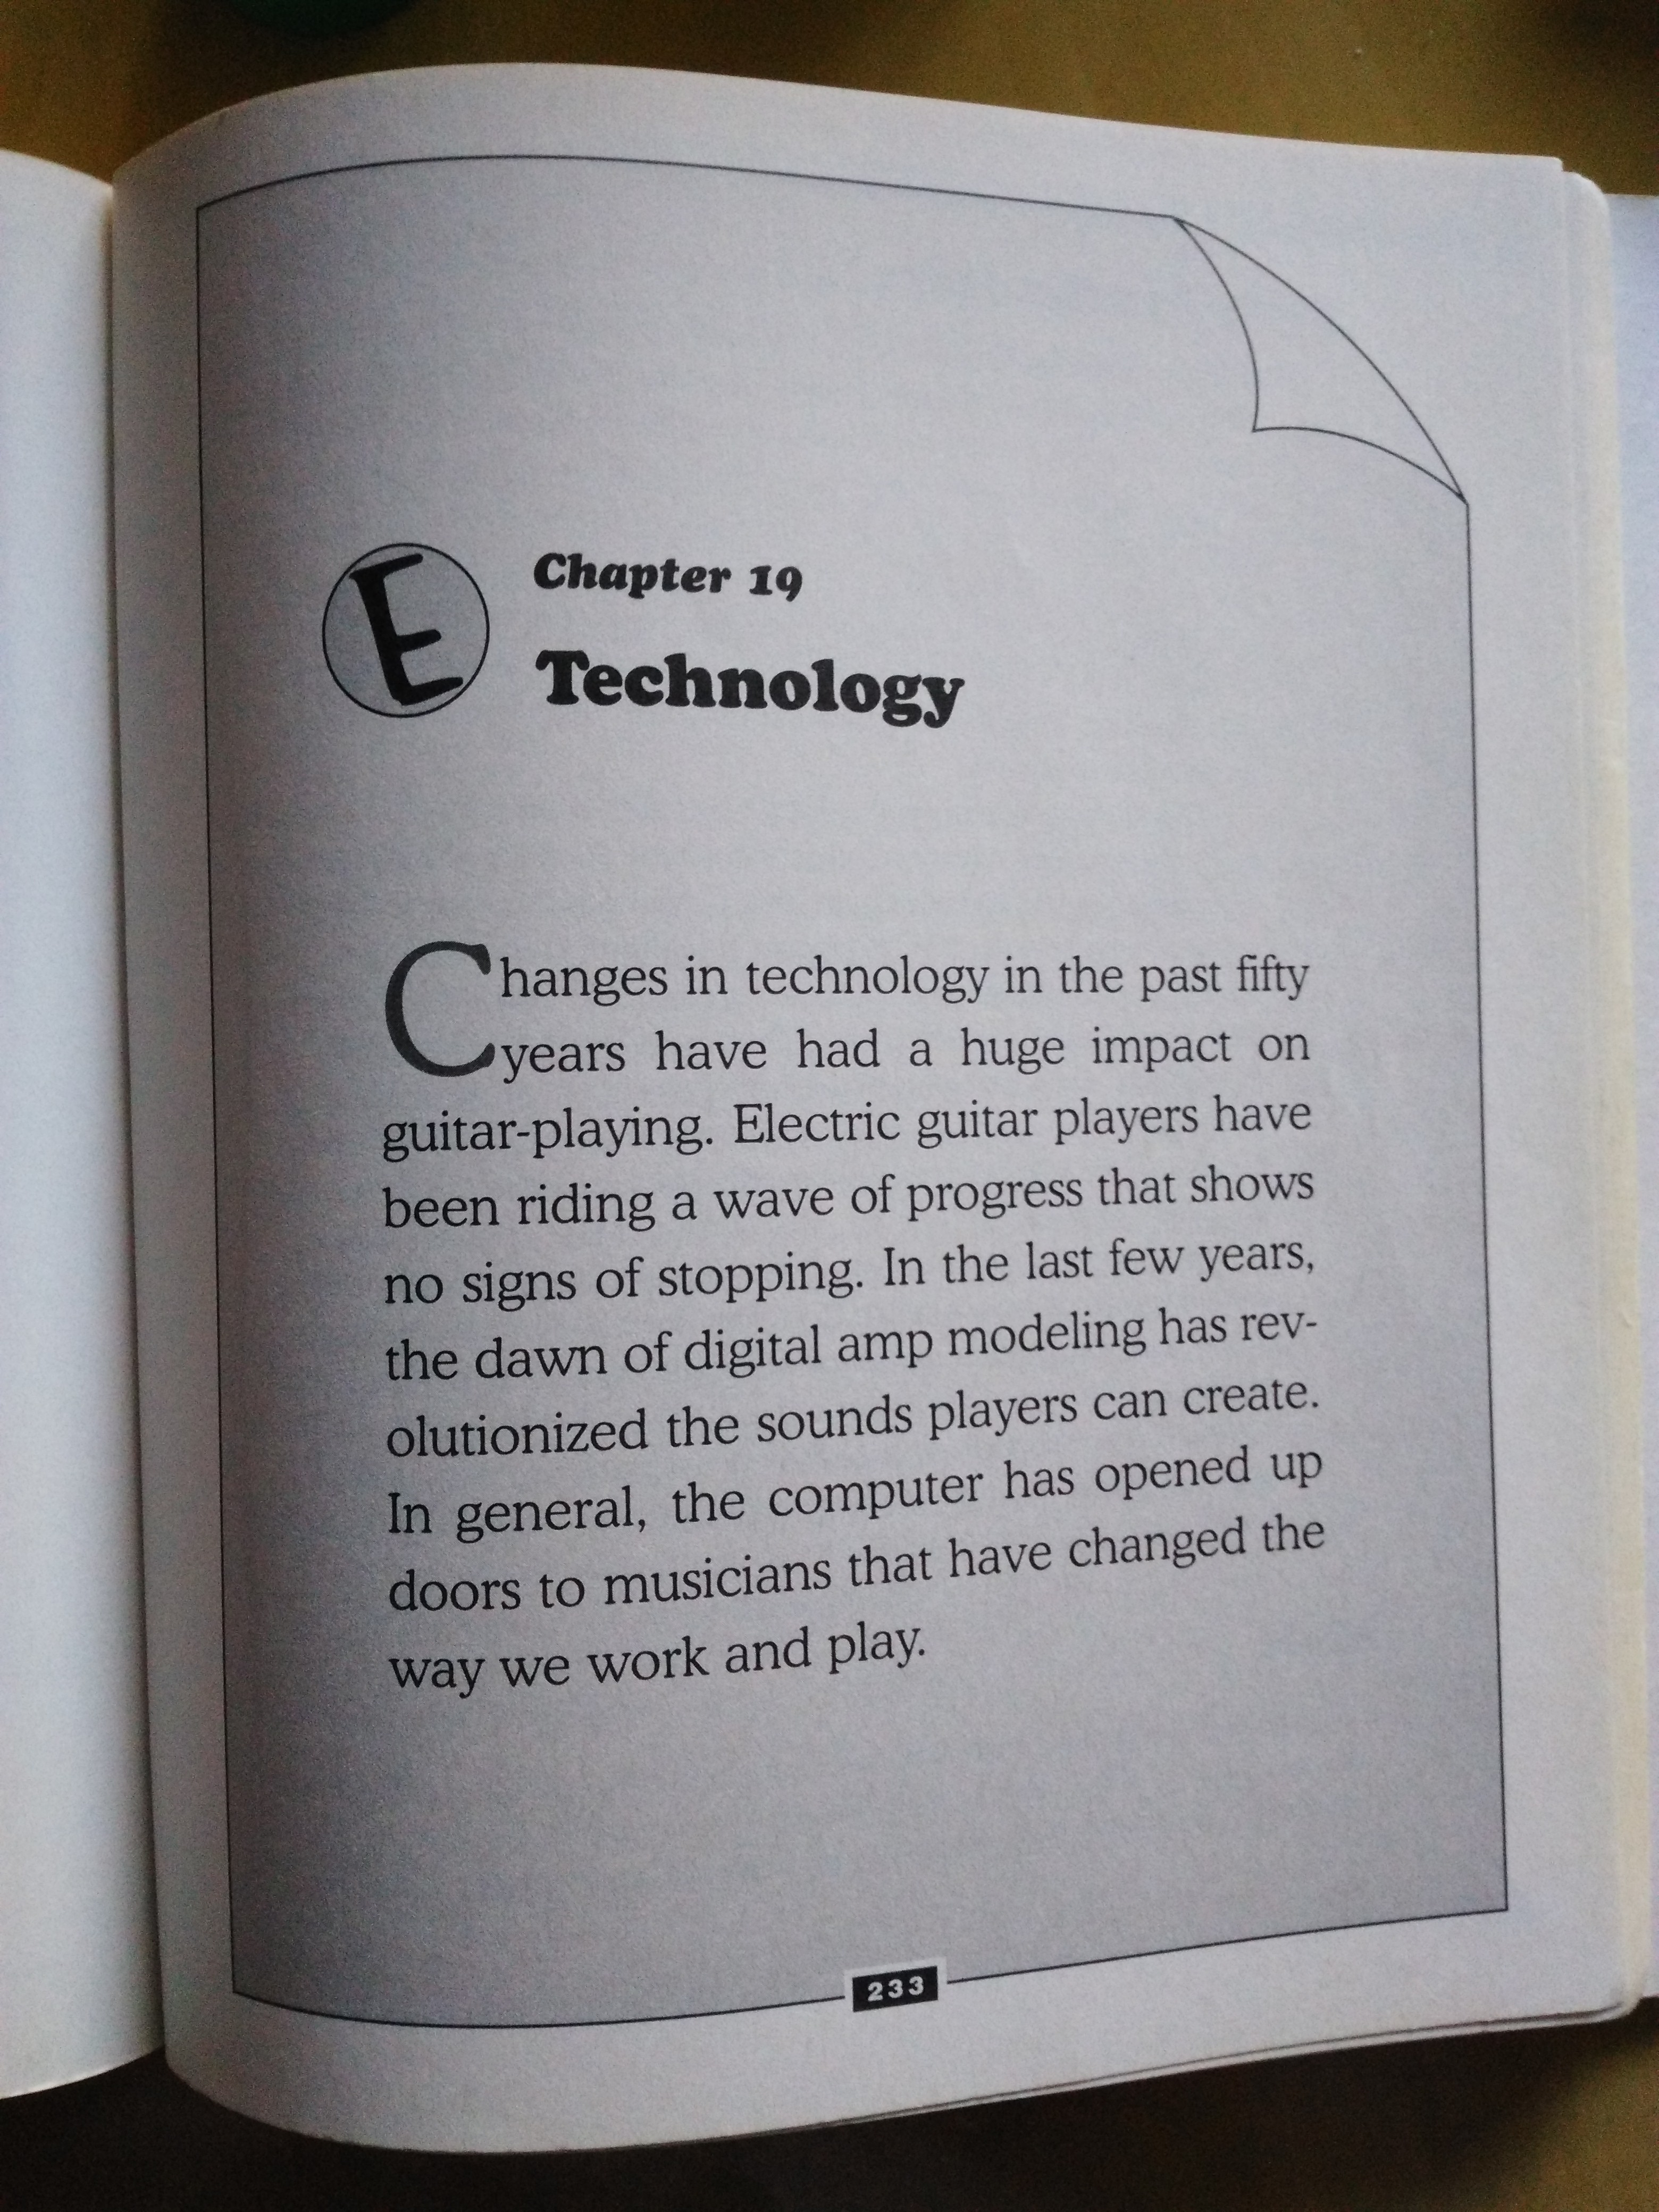 E
Chapter 19
Technology
Changes in technology in the past fifty
years have had a huge impact on
guitar-playing. Electric guitar players have
been riding a wave of progress that shows
no signs of stopping. In the last few years,
the dawn of digital amp modeling has rev-
olutionized the sounds players can create.
In general, the computer has opened up
doors to musicians that have changed the
way we work and play.
233